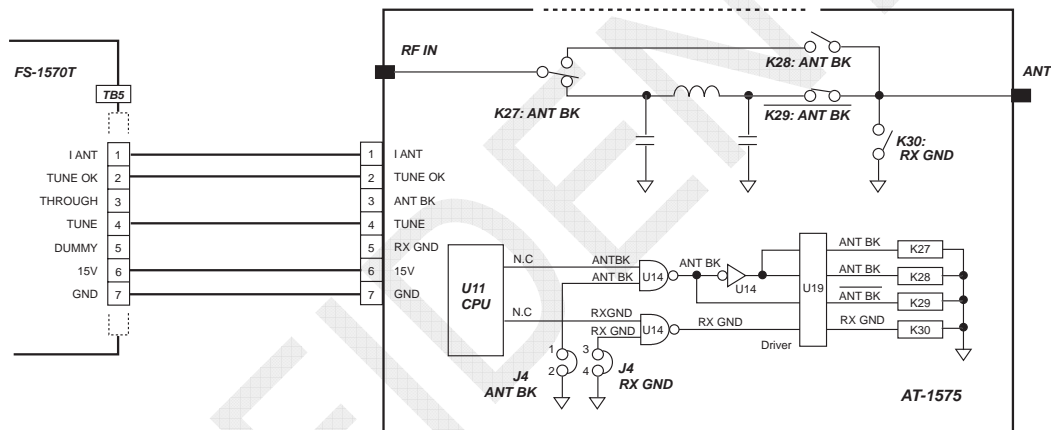 FS-1570T
TB5
I ANT 1
TUNE OK 2
THROUGH 3
TUNE 4
DUMMY 5
15V 6
GND 7
1 I ANT
2 TUNE OK
3 ANT BK
4 TUNE
5 RX GND
6 15V
7 GND
RF IN
K27: ANT BK
K28: ANT BK
K29: ANT BK
K30:
RX GND
ANT
U11
CPU
N.C
N.C
ANTBK
ANT BK
U14
ANT BK
U14
RXGND
RX GND
U14
RX GND
1
2
J4
ANT BK
3
4
J4
RX GND
U19
Driver
ANT BK K27
ANT BK K28
ANT BK K29
RX GND K30
AT-1575